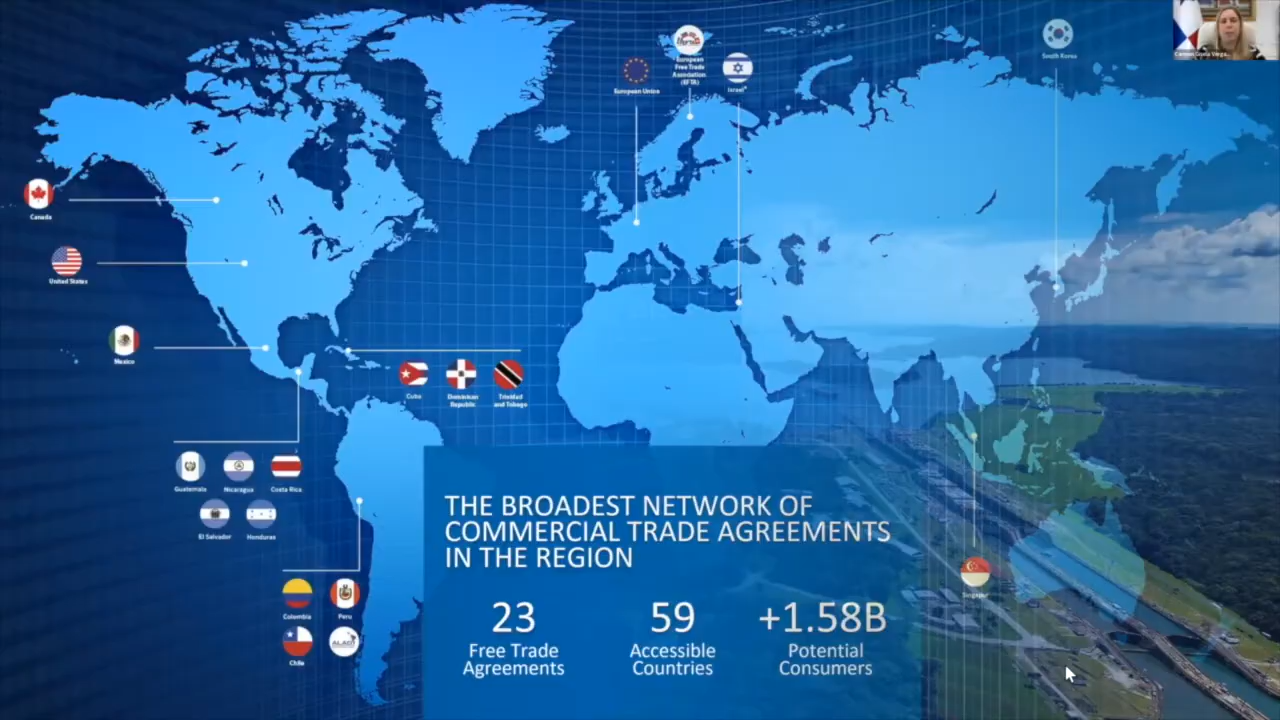 South Korea
European
Free Trade
Association
(EFTA)
European Union
Israel*
Canada
United States
Mexico
Cuba
Dominican
Republic
Trinidad
and Tobago
Guatemala
Nicaragua
Costa Rica
El Salvador
Honduras
Colombia
Peru
Chile
ALADI
Singapur
THE BROADEST NETWORK OF
COMMERCIAL TRADE AGREEMENTS
IN THE REGION
23
Free Trade
Agreements
59
Accessible
Countries
+1.58B
Potential
Consumers